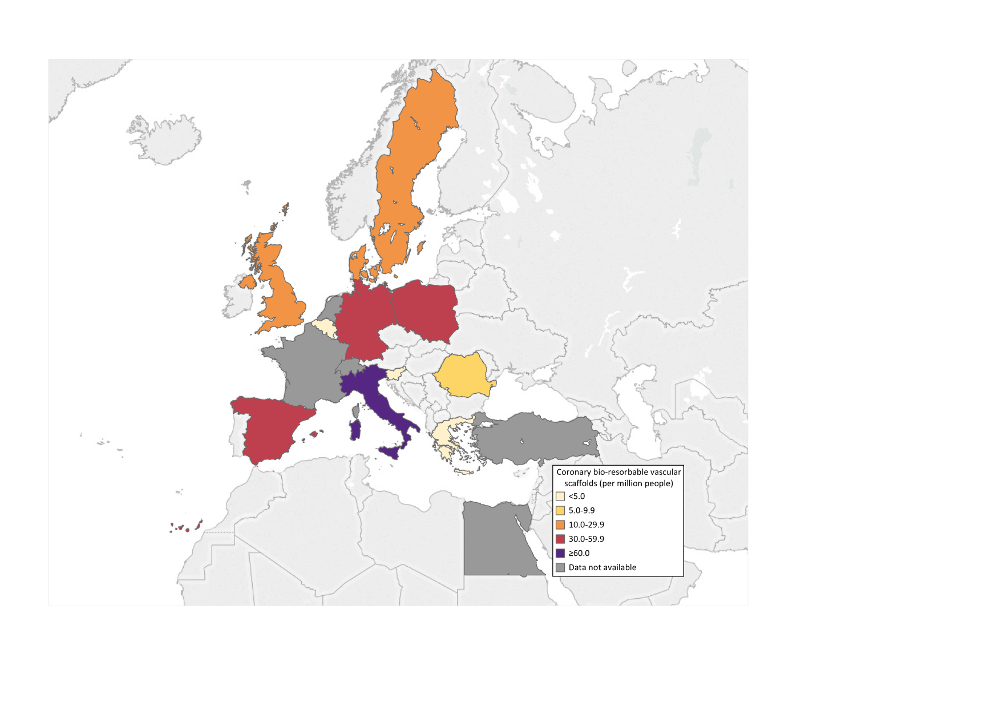 Coronary bio-resorbable vascular
scaffolds (per million people)
<5.0
5.0-9.9
10.0-29.9
30.0-59.9
≥60.0
Data not available